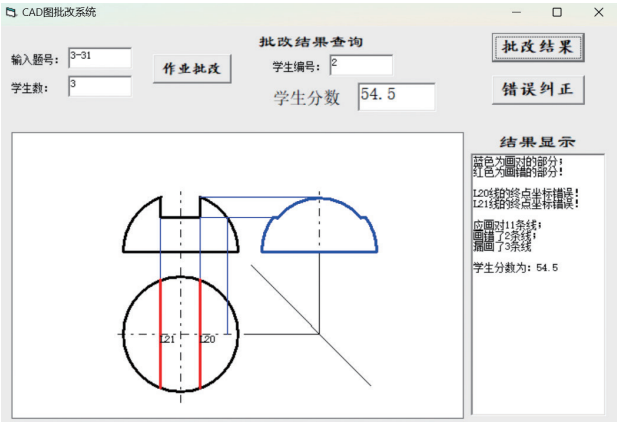 CAD图批改系统
批改结果查询
输入题号: 3-31
作业批改
学生编号: 2
批改结果
学生数: 3
学生分数 54.5
错误纠正
结果显示
蓝色为画对的部分;
红色为画错的部分!
L20线的终点坐标错误!
L21线的终点坐标错误!
应画对11条线;
画错了2条线;
漏画了3条线
学生分数为: 54.5
L21 L20